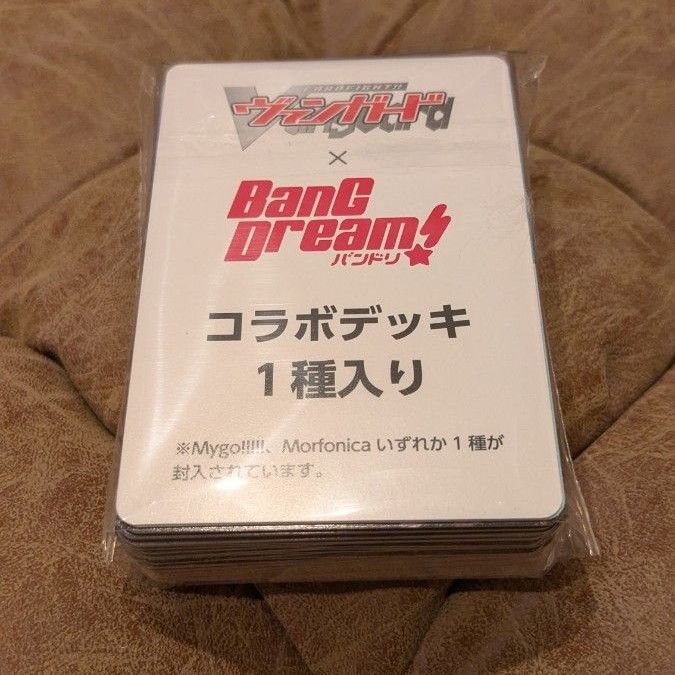 CARDFIGHT!!
ヴァンガード
Vanguard
×
BanG
Dream!
バンドリ
コラボデッキ
1種入り
※Mygo!!!!!、Morfonica いずれか 1 種が
封入されています。